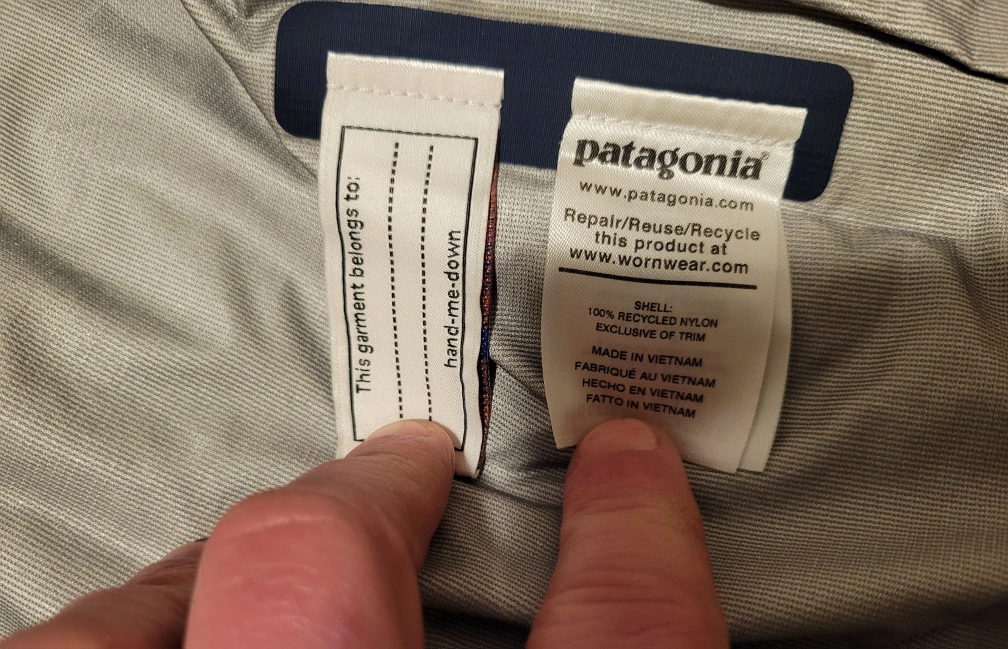 This garment belongs to:
hand-me-down
patagonia®
www.patagonia.com
Repair/Reuse/Recycle
this product at
www.wornwear.com
SHELL:
100% RECYCLED NYLON
EXCLUSIVE OF TRIM
MADE IN VIETNAM
FABRIQUÉ AU VIETNAM
HECHO EN VIETNAM
FATTO IN VIETNAM